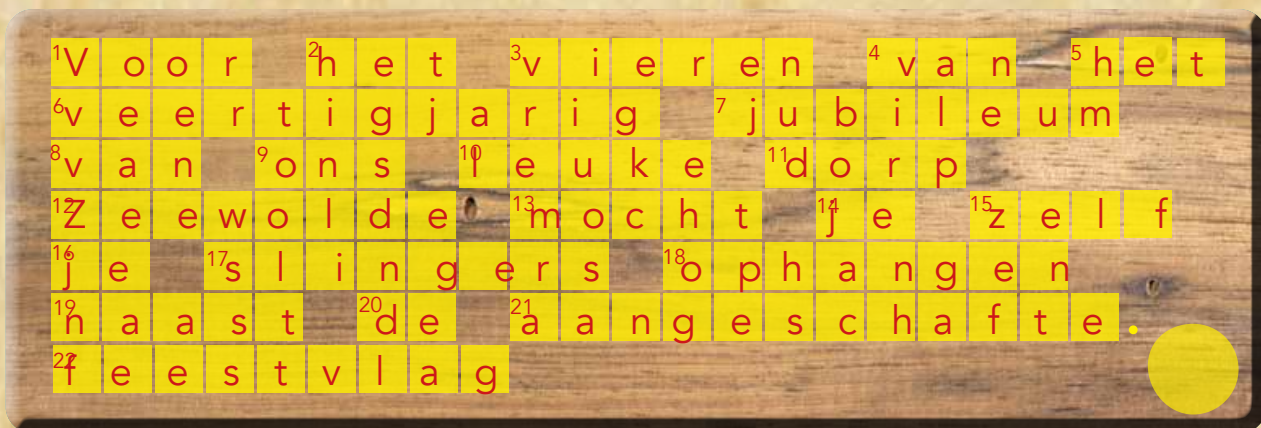 1Voor 2het 3vieren 4van 5het
6veertigjarig 7jubileum
8van 9ons 10leuke 11dorp
12Zeewolde 13mocht 14je 15zelf
16je 17slingers 18ophangen
19naast 20de 21aangeschafte.
22feestvlag